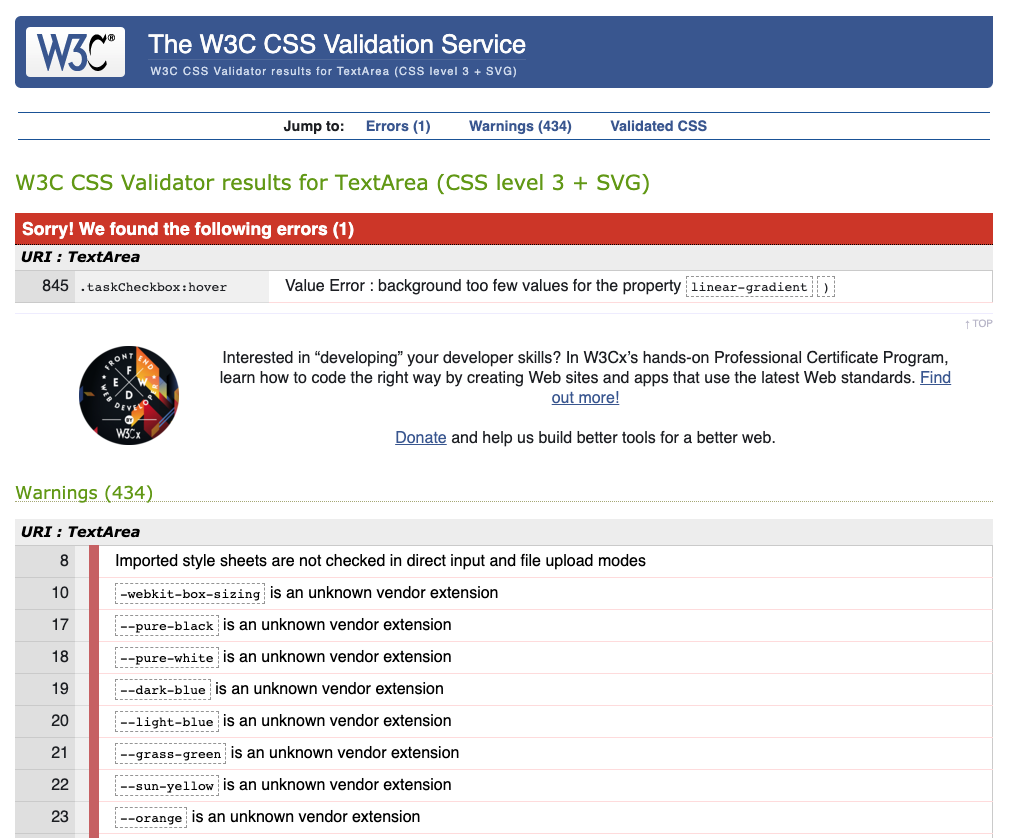 W3C®
The W3C CSS Validation Service
W3C CSS Validator results for TextArea (CSS level 3 + SVG)
Jump to: Errors (1) Warnings (434) Validated CSS
W3C CSS Validator results for TextArea (CSS level 3 + SVG)
Sorry! We found the following errors (1)
URI : TextArea
845 .taskCheckbox:hover Value Error : background too few values for the property linear-gradient )
↑ TOP
FRONT END
WEB DEVELOPER
F E W D
BY
W3Cx
Interested in “developing” your developer skills? In W3Cx’s hands-on Professional Certificate Program,
learn how to code the right way by creating Web sites and apps that use the latest Web standards. Find
out more!
Donate and help us build better tools for a better web.
Warnings (434)
URI : TextArea
8 Imported style sheets are not checked in direct input and file upload modes
10 -webkit-box-sizing is an unknown vendor extension
17 --pure-black is an unknown vendor extension
18 --pure-white is an unknown vendor extension
19 --dark-blue is an unknown vendor extension
20 --light-blue is an unknown vendor extension
21 --grass-green is an unknown vendor extension
22 --sun-yellow is an unknown vendor extension
23 --orange is an unknown vendor extension